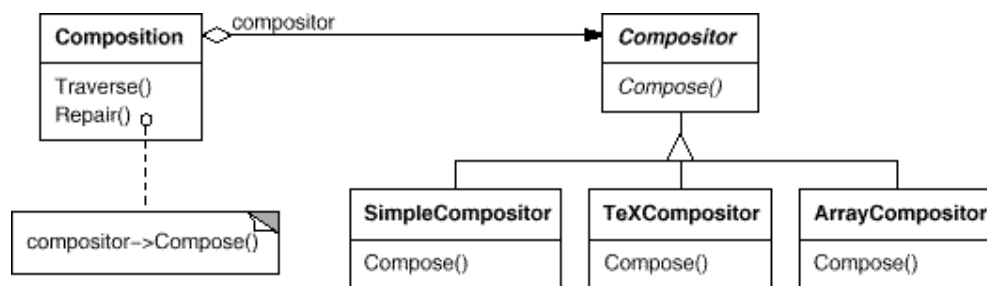 Composition
Traverse()
Repair()
compositor
Compositor
Compose()
compositor->Compose()
SimpleCompositor
Compose()
TeXCompositor
Compose()
ArrayCompositor
Compose()